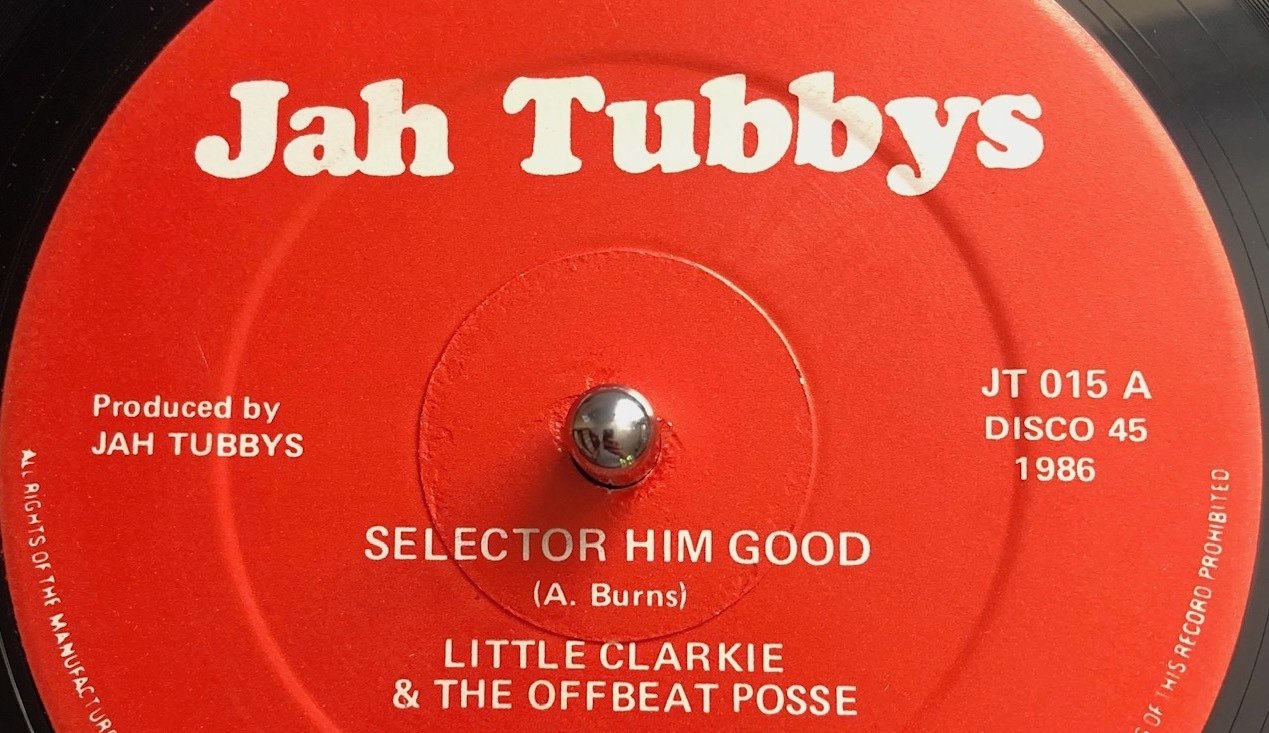 Jah Tubbys
Produced by
JAH TUBBYS
JT 015 A
DISCO 45
1986
SELECTOR HIM GOOD
(A. Burns)
LITTLE CLARKIE
& THE OFFBEAT POSSE
ALL RIGHTS OF THE MANUFACTUR
OF THIS RECORD PROHIBITED